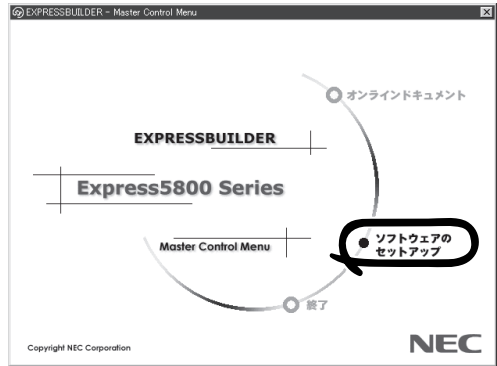 EXPRESSBUILDER - Master Control Menu
オンラインドキュメント
EXPRESSBUILDER
Express5800 Series
ソフトウェアの
セットアップ
Master Control Menu
終了
Copyright NEC Corporation
NEC